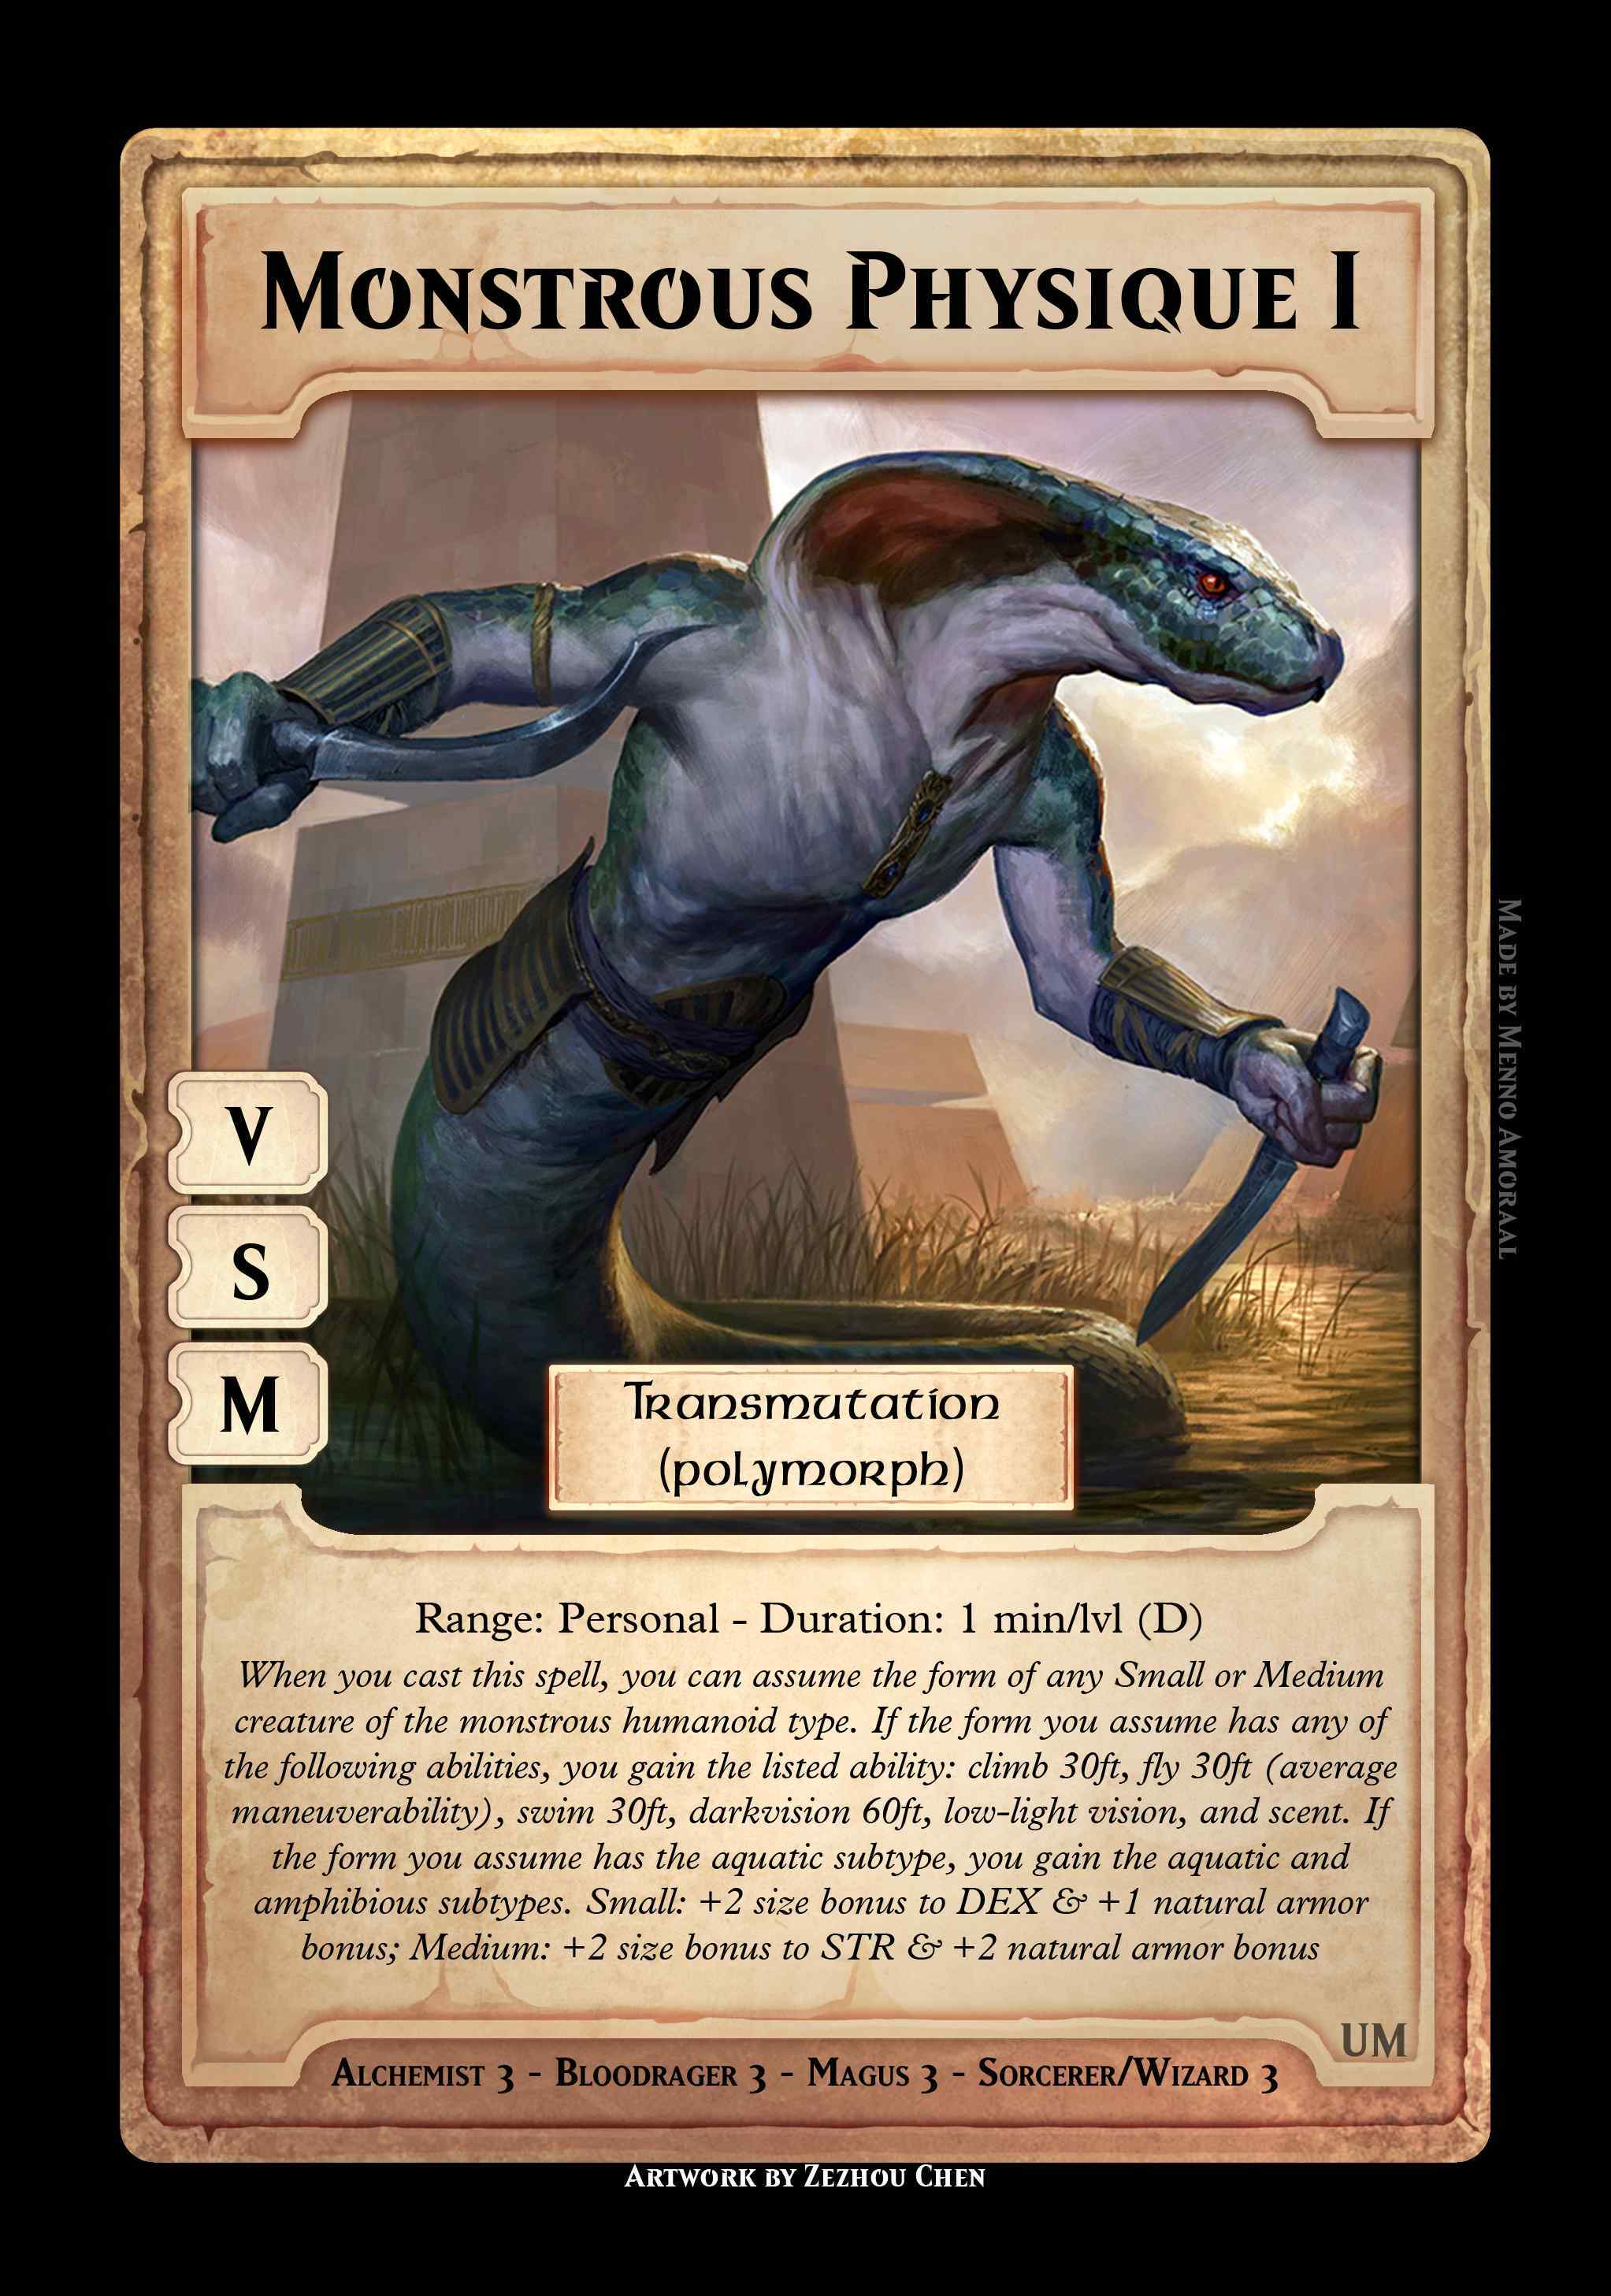 Monstrous Physique I
V
S
M
Transmutation
(polymorph)
Range: Personal - Duration: 1 min/lvl (D)
When you cast this spell, you can assume the form of any Small or Medium
creature of the monstrous humanoid type. If the form you assume has any of
the following abilities, you gain the listed ability: climb 30ft, fly 30ft (average
maneuverability), swim 30ft, darkvision 60ft, low-light vision, and scent. If
the form you assume has the aquatic subtype, you gain the aquatic and
amphibious subtypes. Small: +2 size bonus to DEX & +1 natural armor
bonus; Medium: +2 size bonus to STR & +2 natural armor bonus
UM
Alchemist 3 - Bloodrager 3 - Magus 3 - Sorcerer/Wizard 3
Artwork by Zezhou Chen
Made by Menno Amoraal